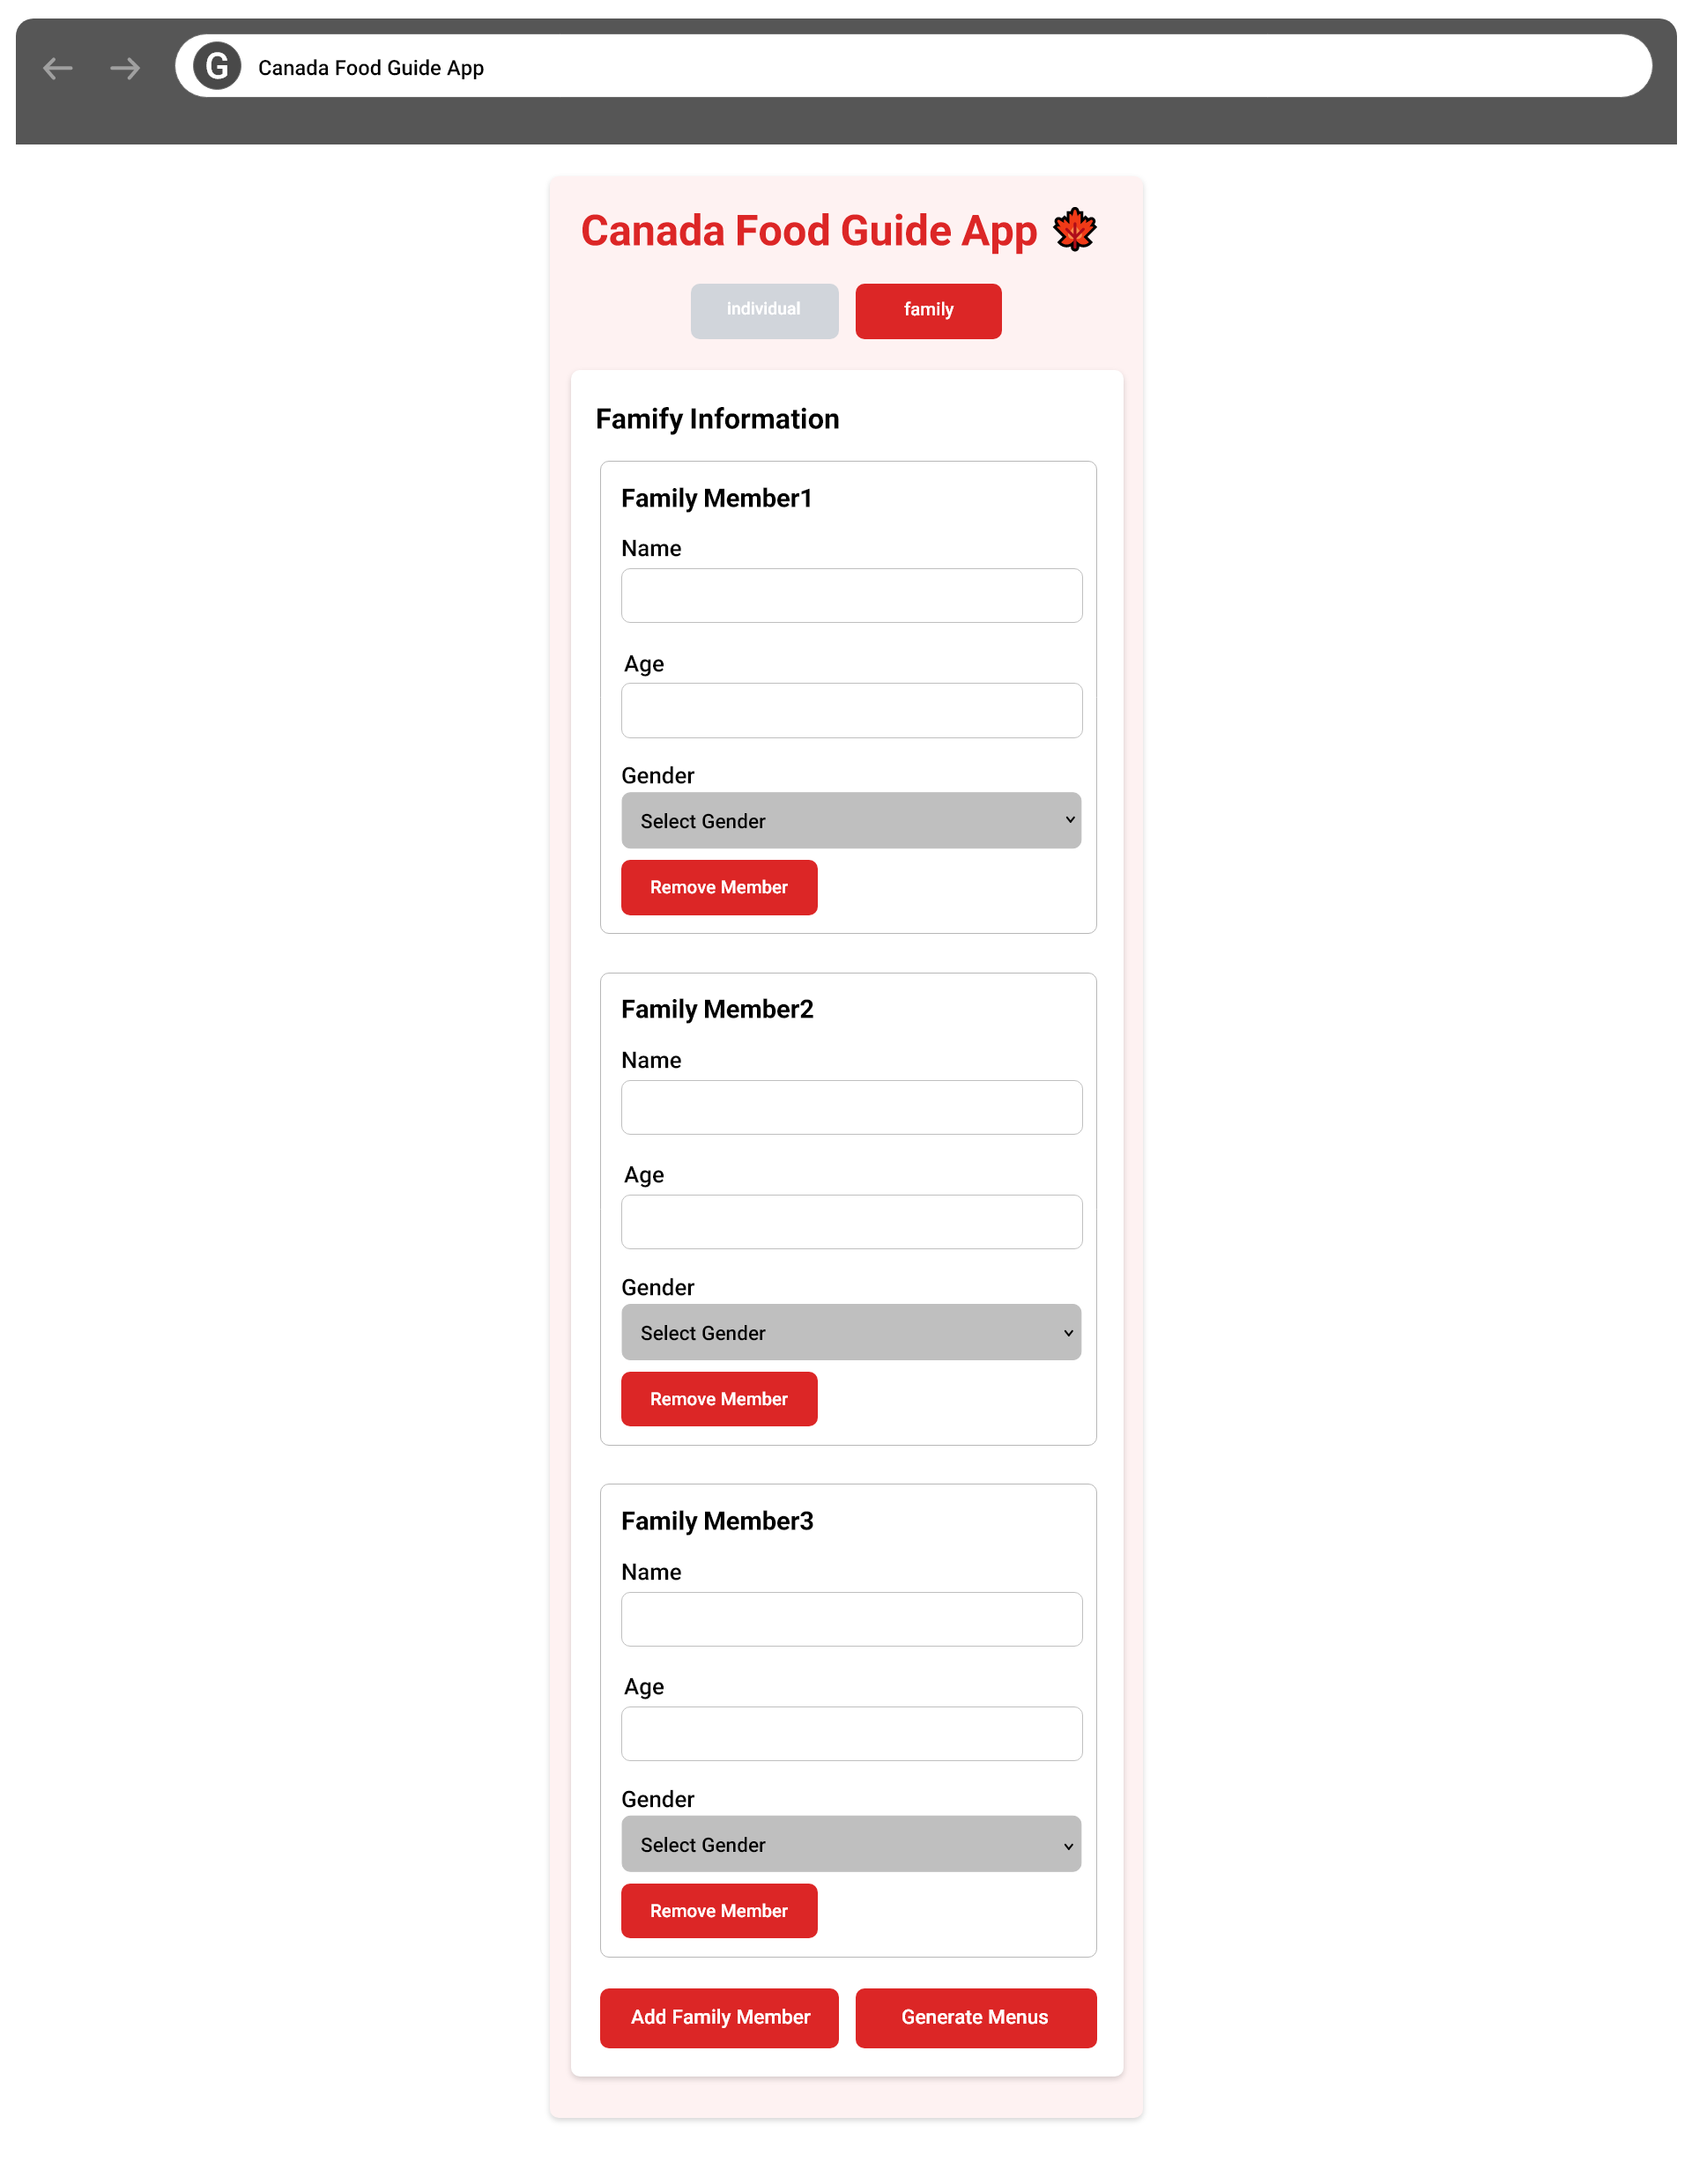 G Canada Food Guide App
Canada Food Guide App
individual family
Famify Information
Family Member1
Name
Age
Gender
Select Gender
Remove Member
Family Member2
Name
Age
Gender
Select Gender
Remove Member
Family Member3
Name
Age
Gender
Select Gender
Remove Member
Add Family Member Generate Menus